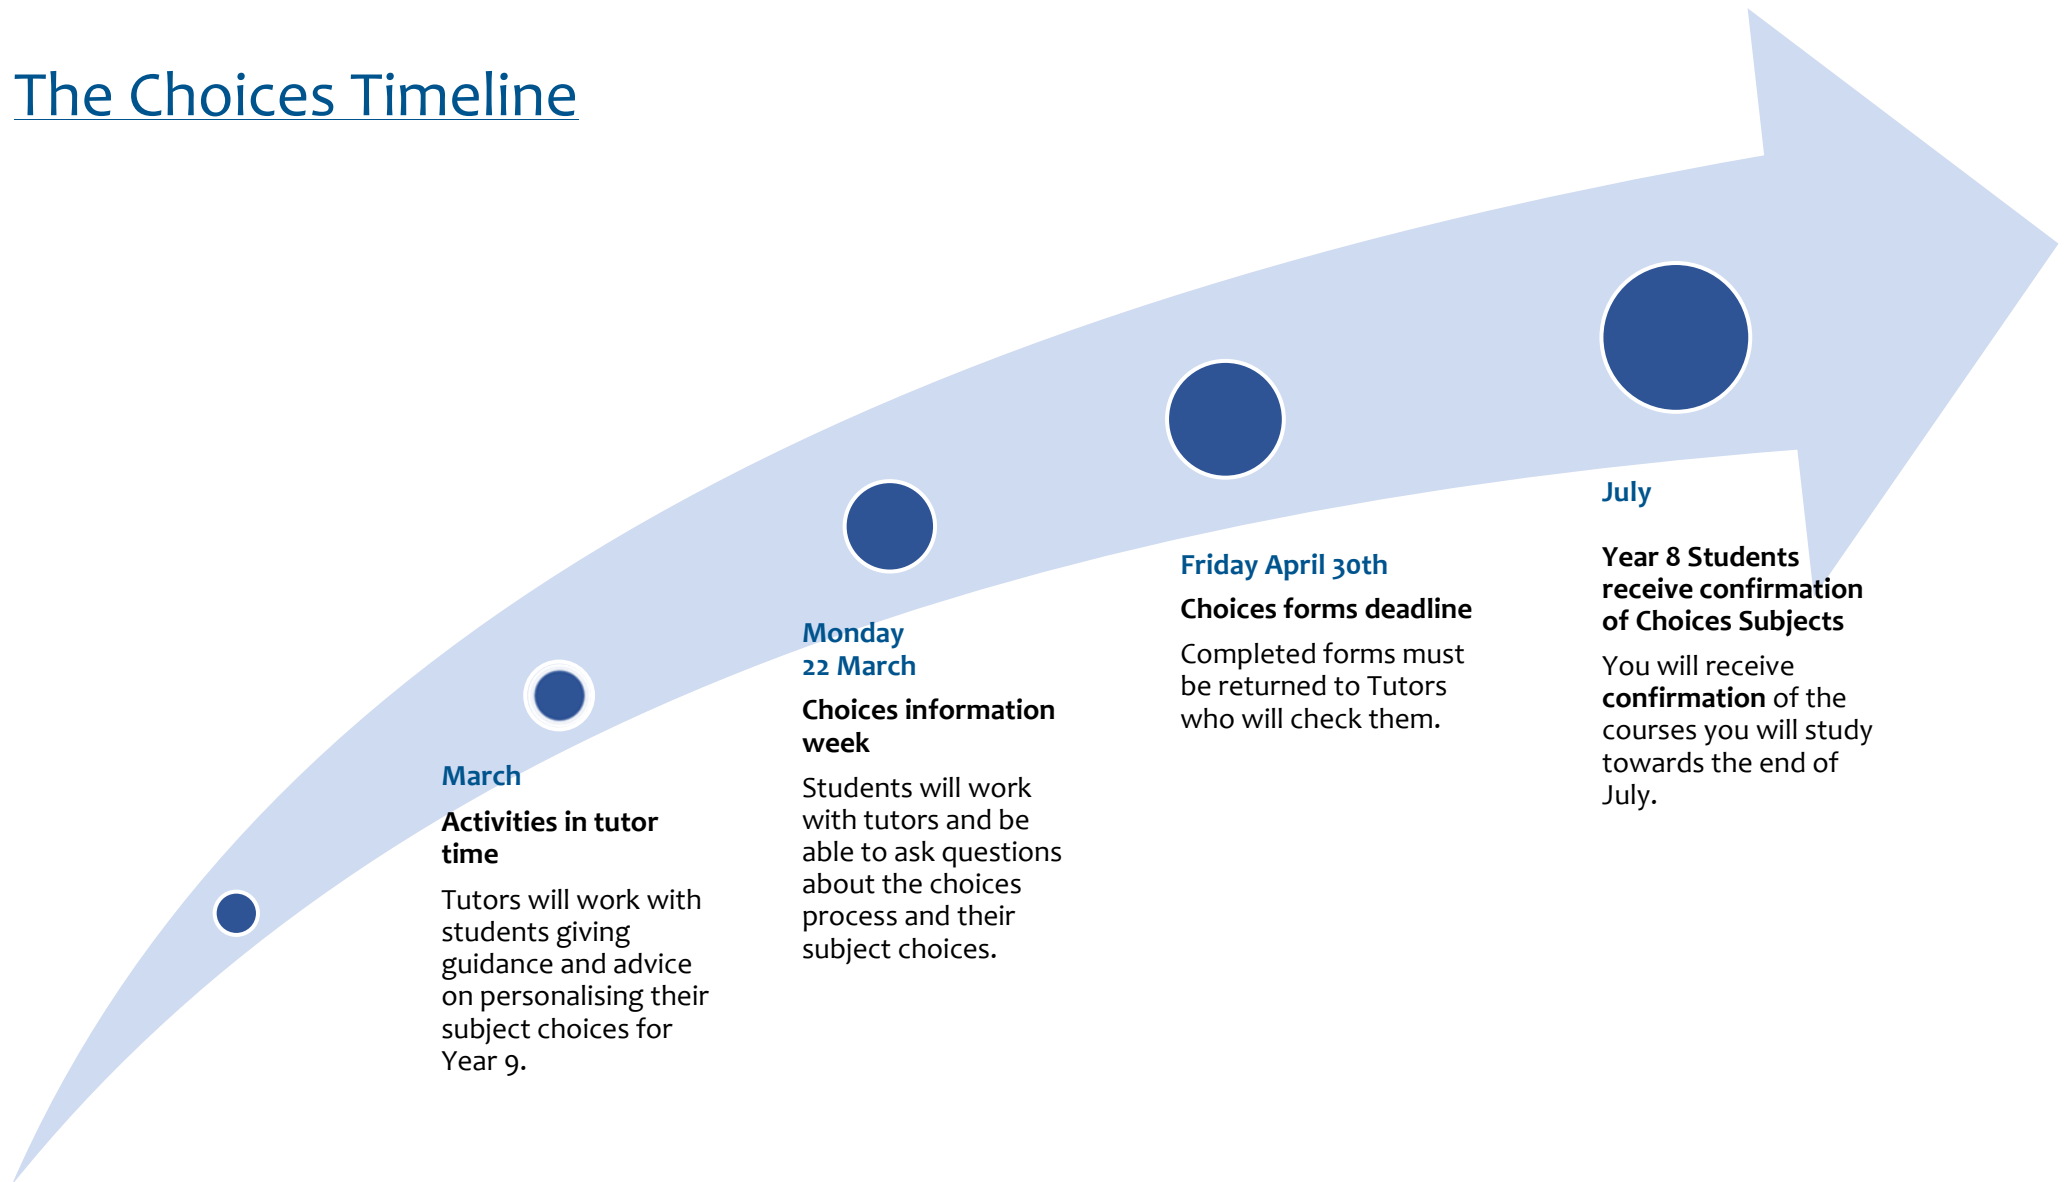 The Choices Timeline
March
Activities in tutor
time
Tutors will work with
students giving
guidance and advice
on personalising their
subject choices for
Year 9.
Monday
22 March
Choices information
week
Students will work
with tutors and be
able to ask questions
about the choices
process and their
subject choices.
Friday April 30th
Choices forms deadline
Completed forms must
be returned to Tutors
who will check them.
July
Year 8 Students
receive confirmation
of Choices Subjects
You will receive
confirmation of the
courses you will study
towards the end of
July.